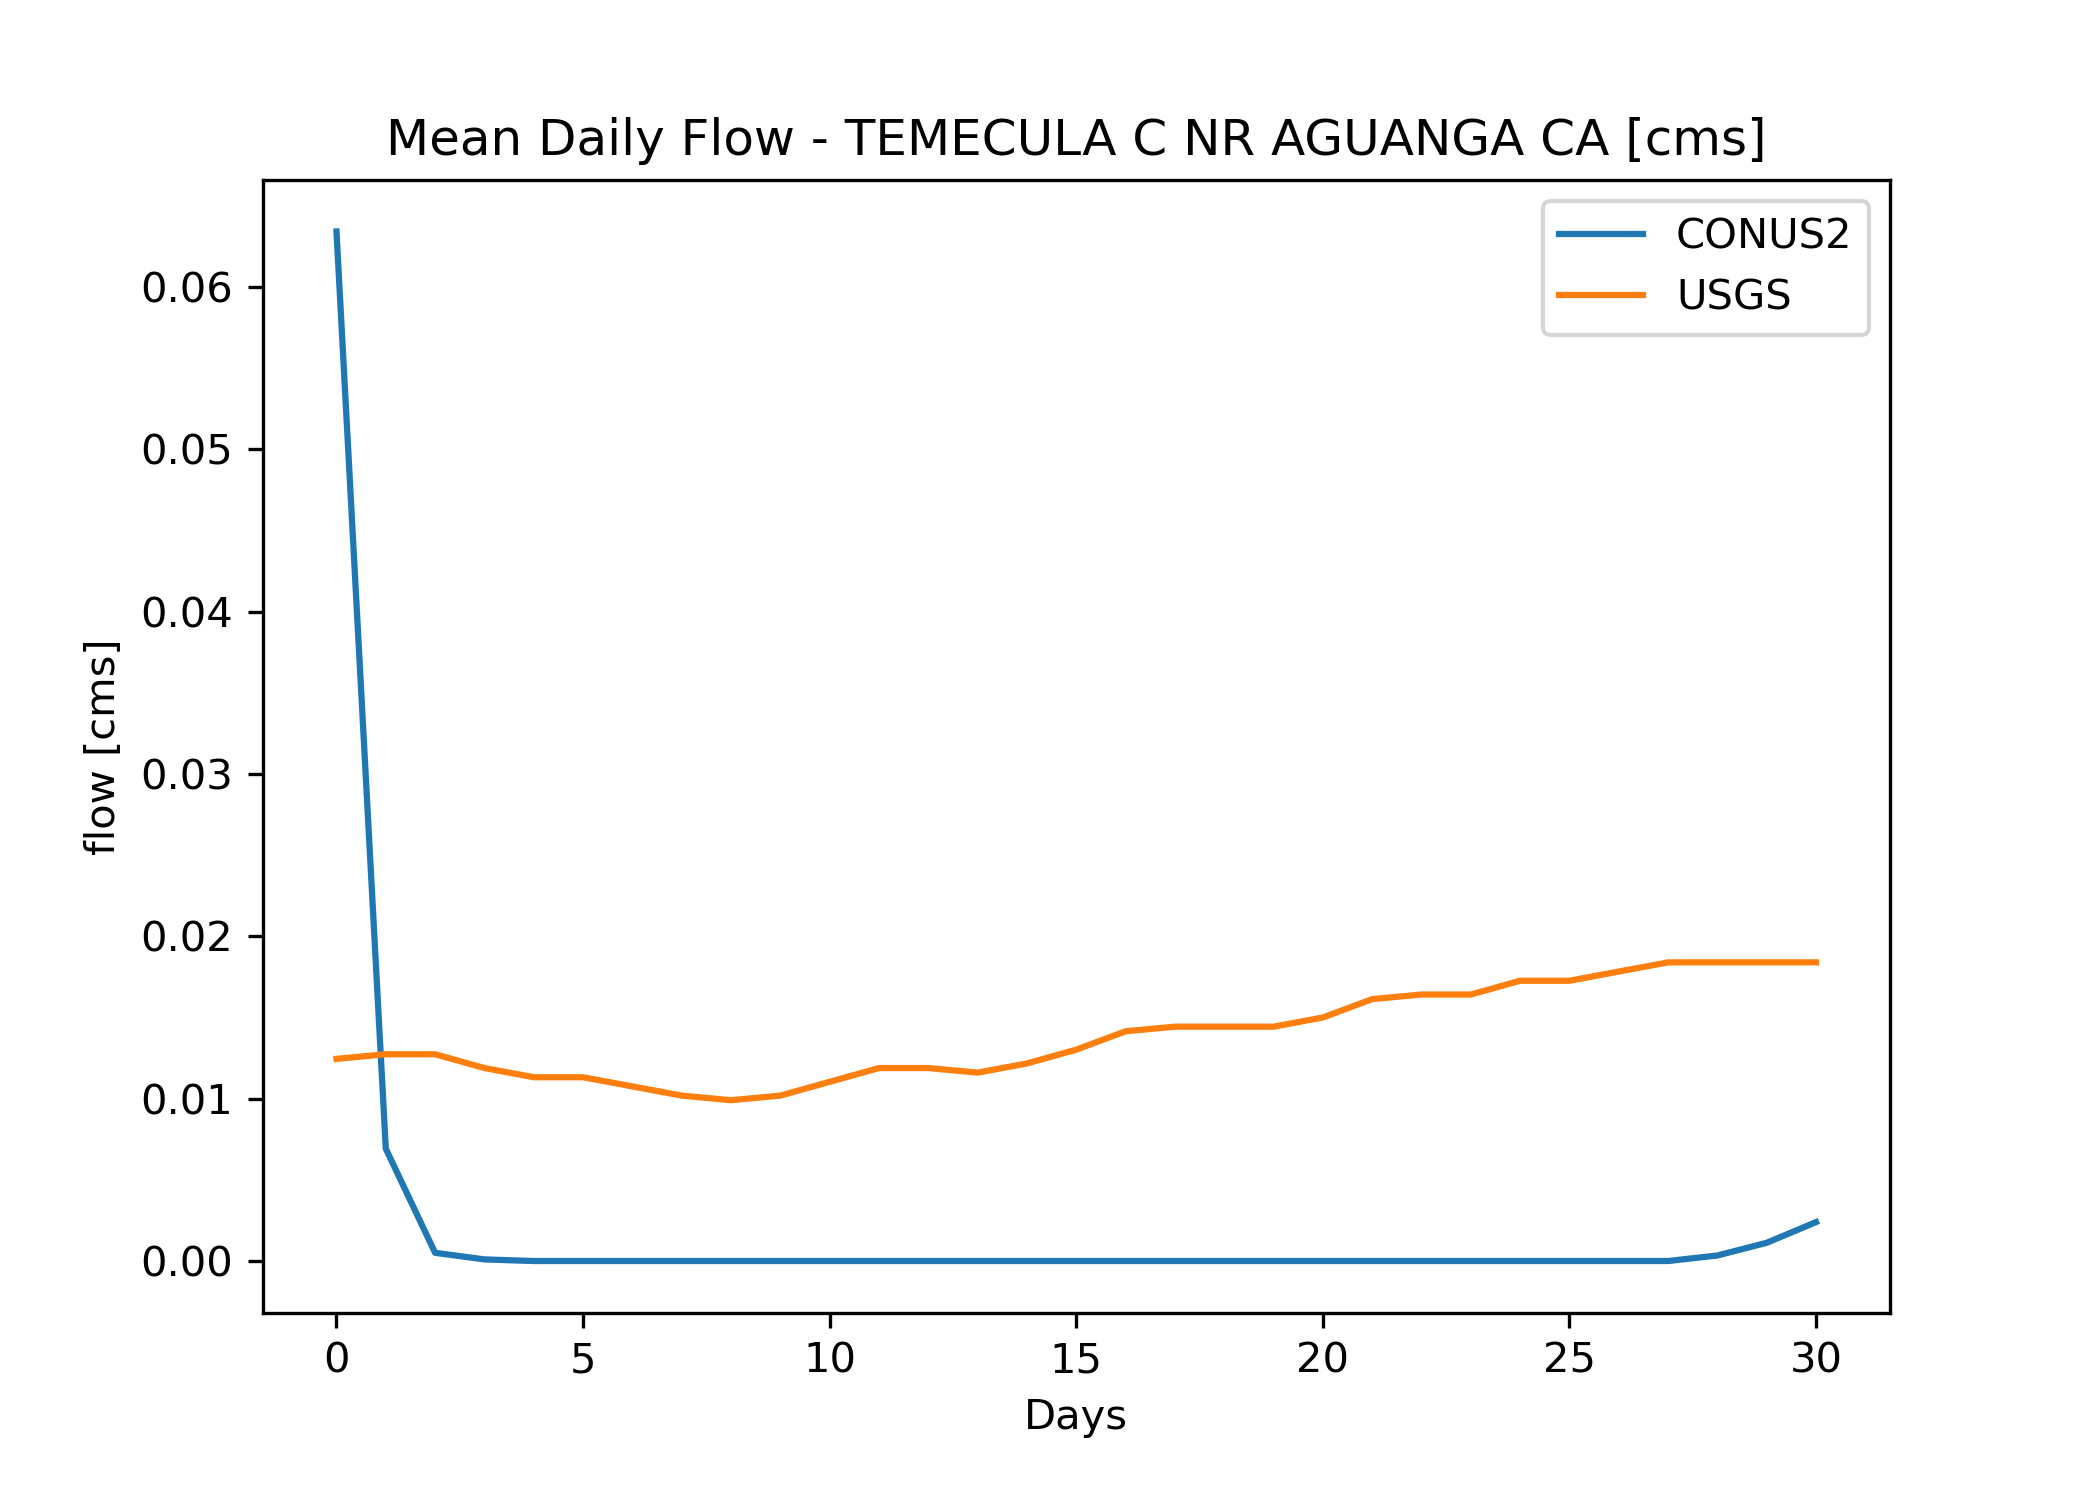 Mean Daily Flow - TEMECULA C NR AGUANGA CA [cms]
CONUS2
USGS
flow [cms]
0.06
0.05
0.04
0.03
0.02
0.01
0.00
0 5 10 15 20 25 30
Days